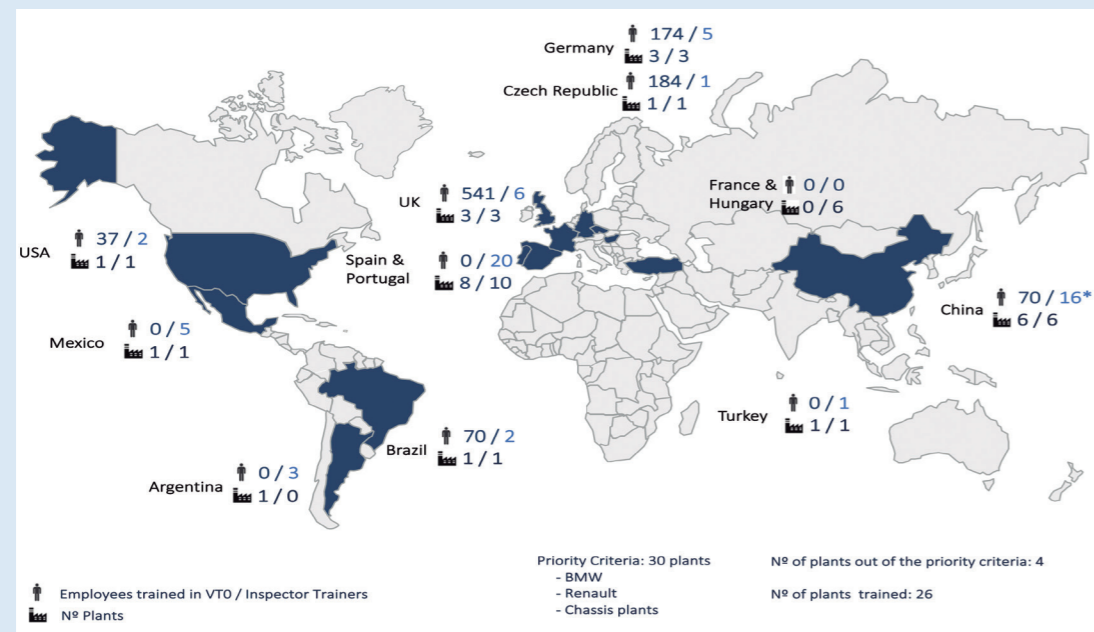 Germany
174 / 5
3 / 3
Czech Republic
184 / 1
1 / 1
UK
541 / 6
3 / 3
France &
Hungary
0 / 0
0 / 6
USA
37 / 2
1 / 1
Spain &
Portugal
0 / 20
8 / 10
China
70 / 16*
6 / 6
Mexico
0 / 5
1 / 1
Turkey
0 / 1
1 / 1
Brazil
70 / 2
1 / 1
Argentina
0 / 3
1 / 0
Employees trained in VT0 / Inspector Trainers
Nº Plants
Priority Criteria: 30 plants
- BMW
- Renault
- Chassis plants
Nº of plants out of the priority criteria: 4
Nº of plants trained: 26